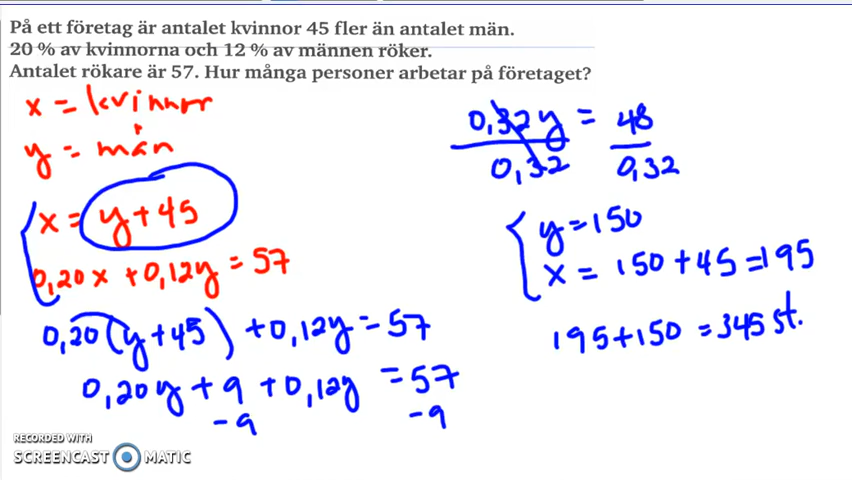 På ett företag är antalet kvinnor 45 fler än antalet män.
20 % av kvinnorna och 12 % av männen röker.
Antalet rökare är 57. Hur många personer arbetar på företaget?
x = kvinnor
y = män
x = y+45
0,20x +0,12y = 57
0,20(y+45) +0,12y = 57
0,20y + 9 +0,12y = 57
-9 -9
0,32y = 48
0,32 0,32
y = 150
x = 150 +45 = 195
195+150 = 345 st.
RECORDED WITH
SCREENCAST MATIC